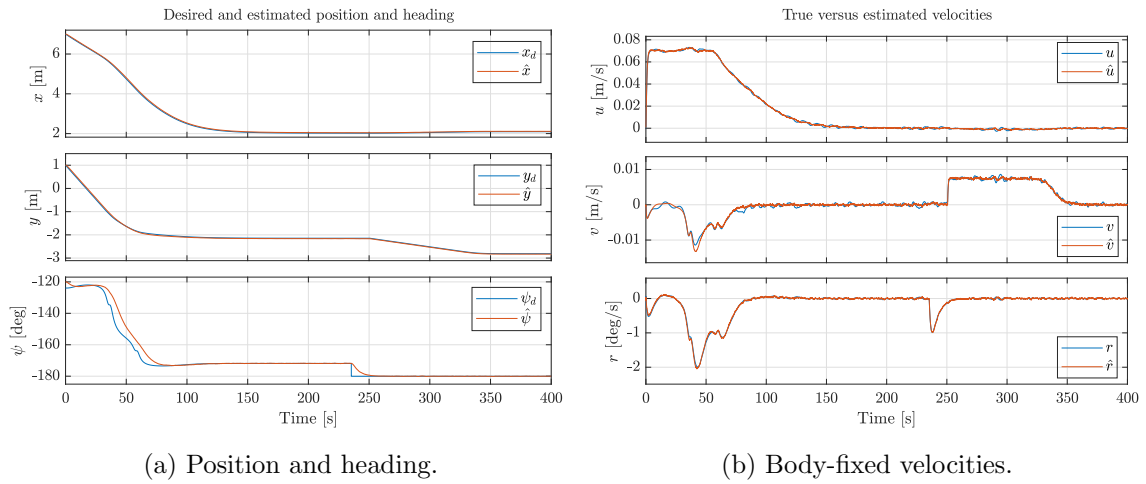 Desired and estimated position and heading
x [m]
6
4
2
x_d
x̂
y [m]
1
0
-1
-2
-3
y_d
ŷ
ψ [deg]
-120
-140
-160
-180
ψ_d
ψ̂
0 50 100 150 200 250 300 350 400
Time [s]
(a) Position and heading.
True versus estimated velocities
u [m/s]
0.08
0.06
0.04
0.02
0
u
û
v [m/s]
0.01
0
-0.01
v
v̂
r [deg/s]
0
-1
-2
r
r̂
0 50 100 150 200 250 300 350 400
Time [s]
(b) Body-fixed velocities.